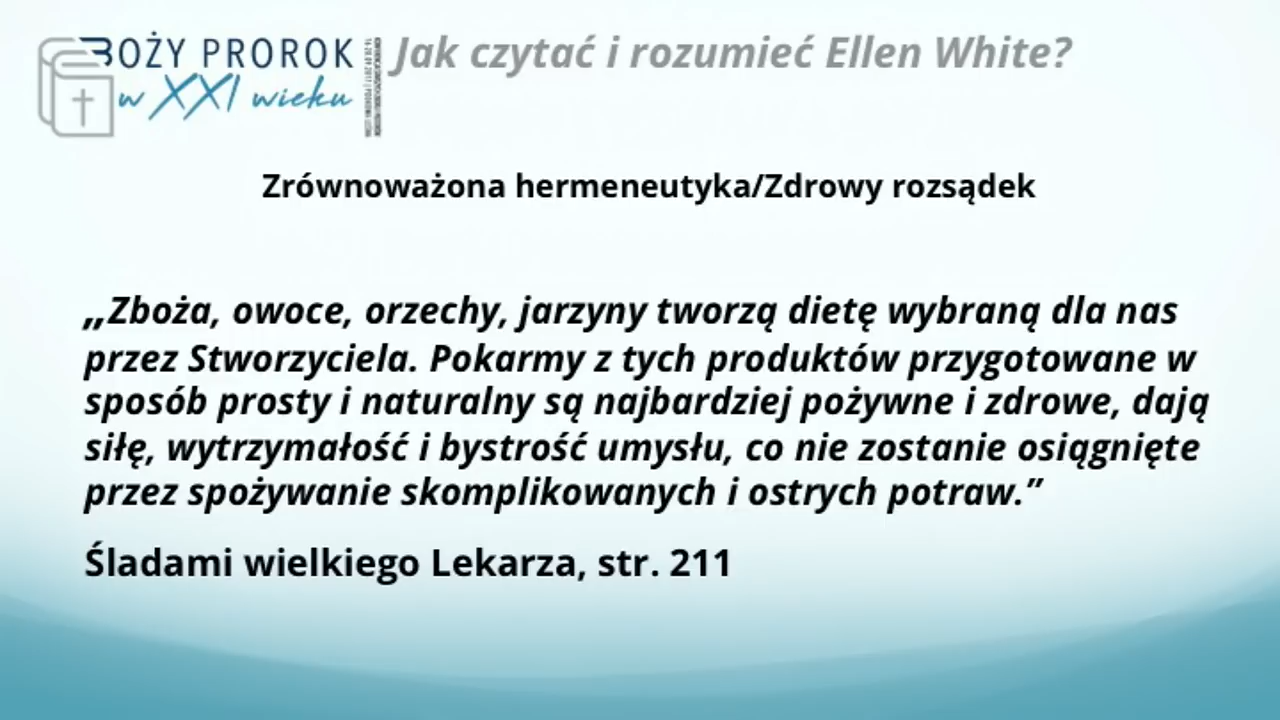 BOŻY PROROK
w XXI wieku
Jak czytać i rozumieć Ellen White?
Zrównoważona hermeneutyka/Zdrowy rozsądek
„Zboża, owoce, orzechy, jarzyny tworzą dietę wybraną dla nas
przez Stworzyciela. Pokarmy z tych produktów przygotowane w
sposób prosty i naturalny są najbardziej pożywne i zdrowe, dają
siłę, wytrzymałość i bystrość umysłu, co nie zostanie osiągnięte
przez spożywanie skomplikowanych i ostrych potraw.”
Śladami wielkiego Lekarza, str. 211